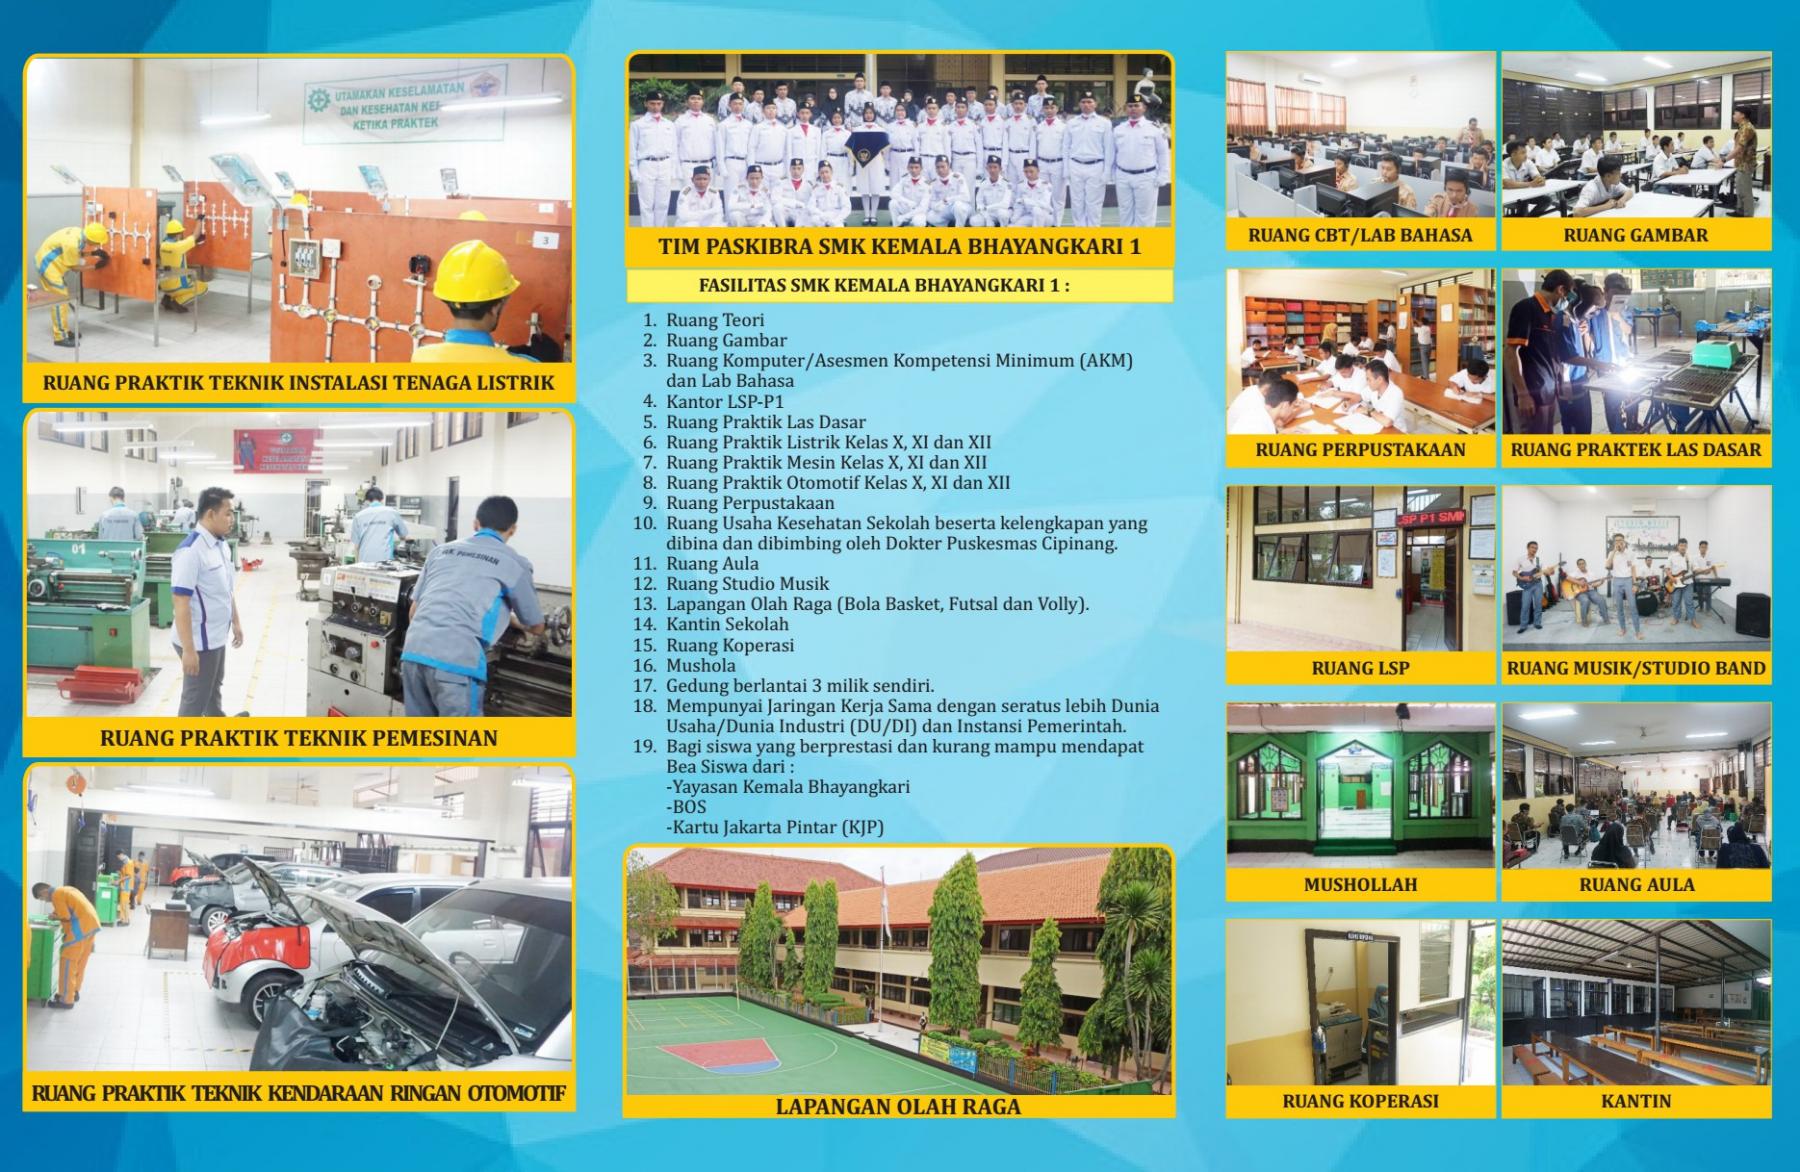 UTAMAKAN KESELAMATAN
DAN KESEHATAN
KETIKA PRAKTEK
3
RUANG PRAKTIK TEKNIK INSTALASI TENAGA LISTRIK
01
07
PEMESINAN
RUANG PRAKTIK TEKNIK PEMESINAN
RUANG PRAKTIK TEKNIK KENDARAAN RINGAN OTOMOTIF
TIM PASKIBRA SMK KEMALA BHAYANGKARI 1
FASILITAS SMK KEMALA BHAYANGKARI 1 :
1. Ruang Teori
2. Ruang Gambar
3. Ruang Komputer/Asesmen Kompetensi Minimum (AKM)
dan Lab Bahasa
4. Kantor LSP-P1
5. Ruang Praktik Las Dasar
6. Ruang Praktik Listrik Kelas X, XI dan XII
7. Ruang Praktik Mesin Kelas X, XI dan XII
8. Ruang Praktik Otomotif Kelas X, XI dan XII
9. Ruang Perpustakaan
10. Ruang Usaha Kesehatan Sekolah beserta kelengkapan yang
dibina dan dibimbing oleh Dokter Puskesmas Cipinang.
11. Ruang Aula
12. Ruang Studio Musik
13. Lapangan Olah Raga (Bola Basket, Futsal dan Volly).
14. Kantin Sekolah
15. Ruang Koperasi
16. Mushola
17. Gedung berlantai 3 milik sendiri.
18. Mempunyai Jaringan Kerja Sama dengan seratus lebih Dunia
Usaha/Dunia Industri (DU/DI) dan Instansi Pemerintah.
19. Bagi siswa yang berprestasi dan kurang mampu mendapat
Bea Siswa dari :
-Yayasan Kemala Bhayangkari
-BOS
-Kartu Jakarta Pintar (KJP)
LAPANGAN OLAH RAGA
RUANG CBT/LAB BAHASA
RUANG GAMBAR
RUANG PERPUSTAKAAN
RUANG PRAKTEK LAS DASAR
LSP P1 SMK
RUANG LSP
RUANG MUSIK/STUDIO BAND
MUSHOLLAH
RUANG AULA
RUANG KOPERASI
KANTIN